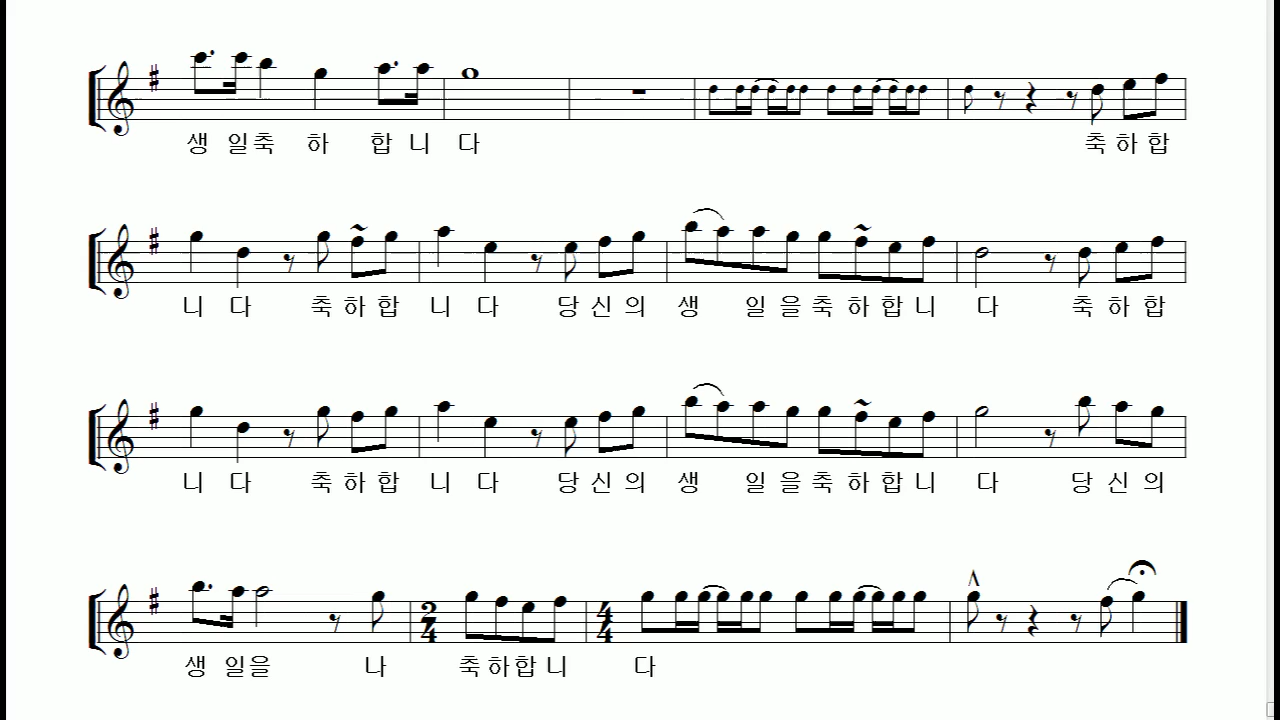 생 일축 하 합 니 다 축하합
니 다 축하합 니 다 당신의 생 일을축하합니 다 축하합
니 다 축하합 니 다 당신의 생 일을축하합니 다 당신의
생 일을 나 축하합니 다